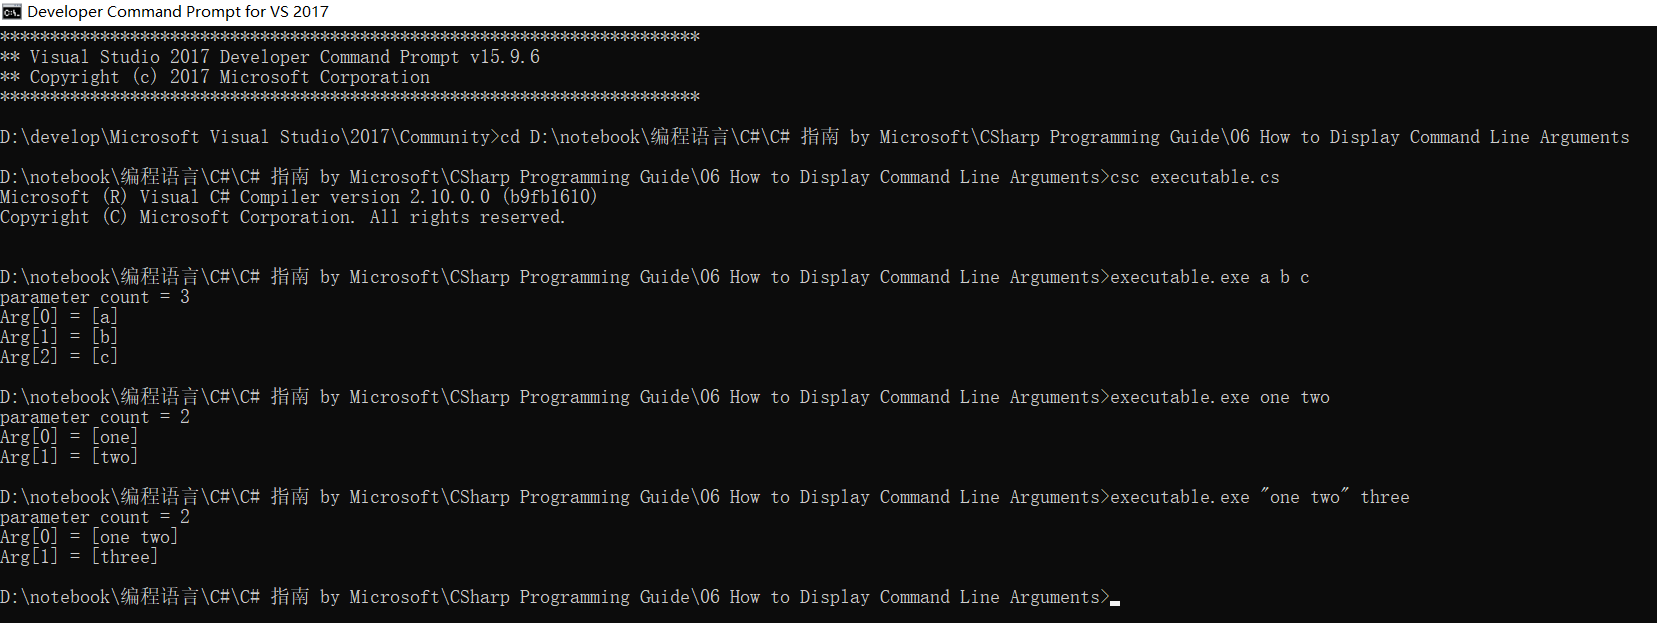 Developer Command Prompt for VS 2017
**********************************************************************
** Visual Studio 2017 Developer Command Prompt v15.9.6
** Copyright (c) 2017 Microsoft Corporation
**********************************************************************
D:\develop\Microsoft Visual Studio\2017\Community>cd D:\notebook\编程语言\C#\C# 指南 by Microsoft\CSharp Programming Guide\06 How to Display Command Line Arguments
D:\notebook\编程语言\C#\C# 指南 by Microsoft\CSharp Programming Guide\06 How to Display Command Line Arguments>csc executable.cs
Microsoft (R) Visual C# Compiler version 2.10.0.0 (b9fb1610)
Copyright (C) Microsoft Corporation. All rights reserved.
D:\notebook\编程语言\C#\C# 指南 by Microsoft\CSharp Programming Guide\06 How to Display Command Line Arguments>executable.exe a b c
parameter count = 3
Arg[0] = [a]
Arg[1] = [b]
Arg[2] = [c]
D:\notebook\编程语言\C#\C# 指南 by Microsoft\CSharp Programming Guide\06 How to Display Command Line Arguments>executable.exe one two
parameter count = 2
Arg[0] = [one]
Arg[1] = [two]
D:\notebook\编程语言\C#\C# 指南 by Microsoft\CSharp Programming Guide\06 How to Display Command Line Arguments>executable.exe "one two" three
parameter count = 2
Arg[0] = [one two]
Arg[1] = [three]
D:\notebook\编程语言\C#\C# 指南 by Microsoft\CSharp Programming Guide\06 How to Display Command Line Arguments>